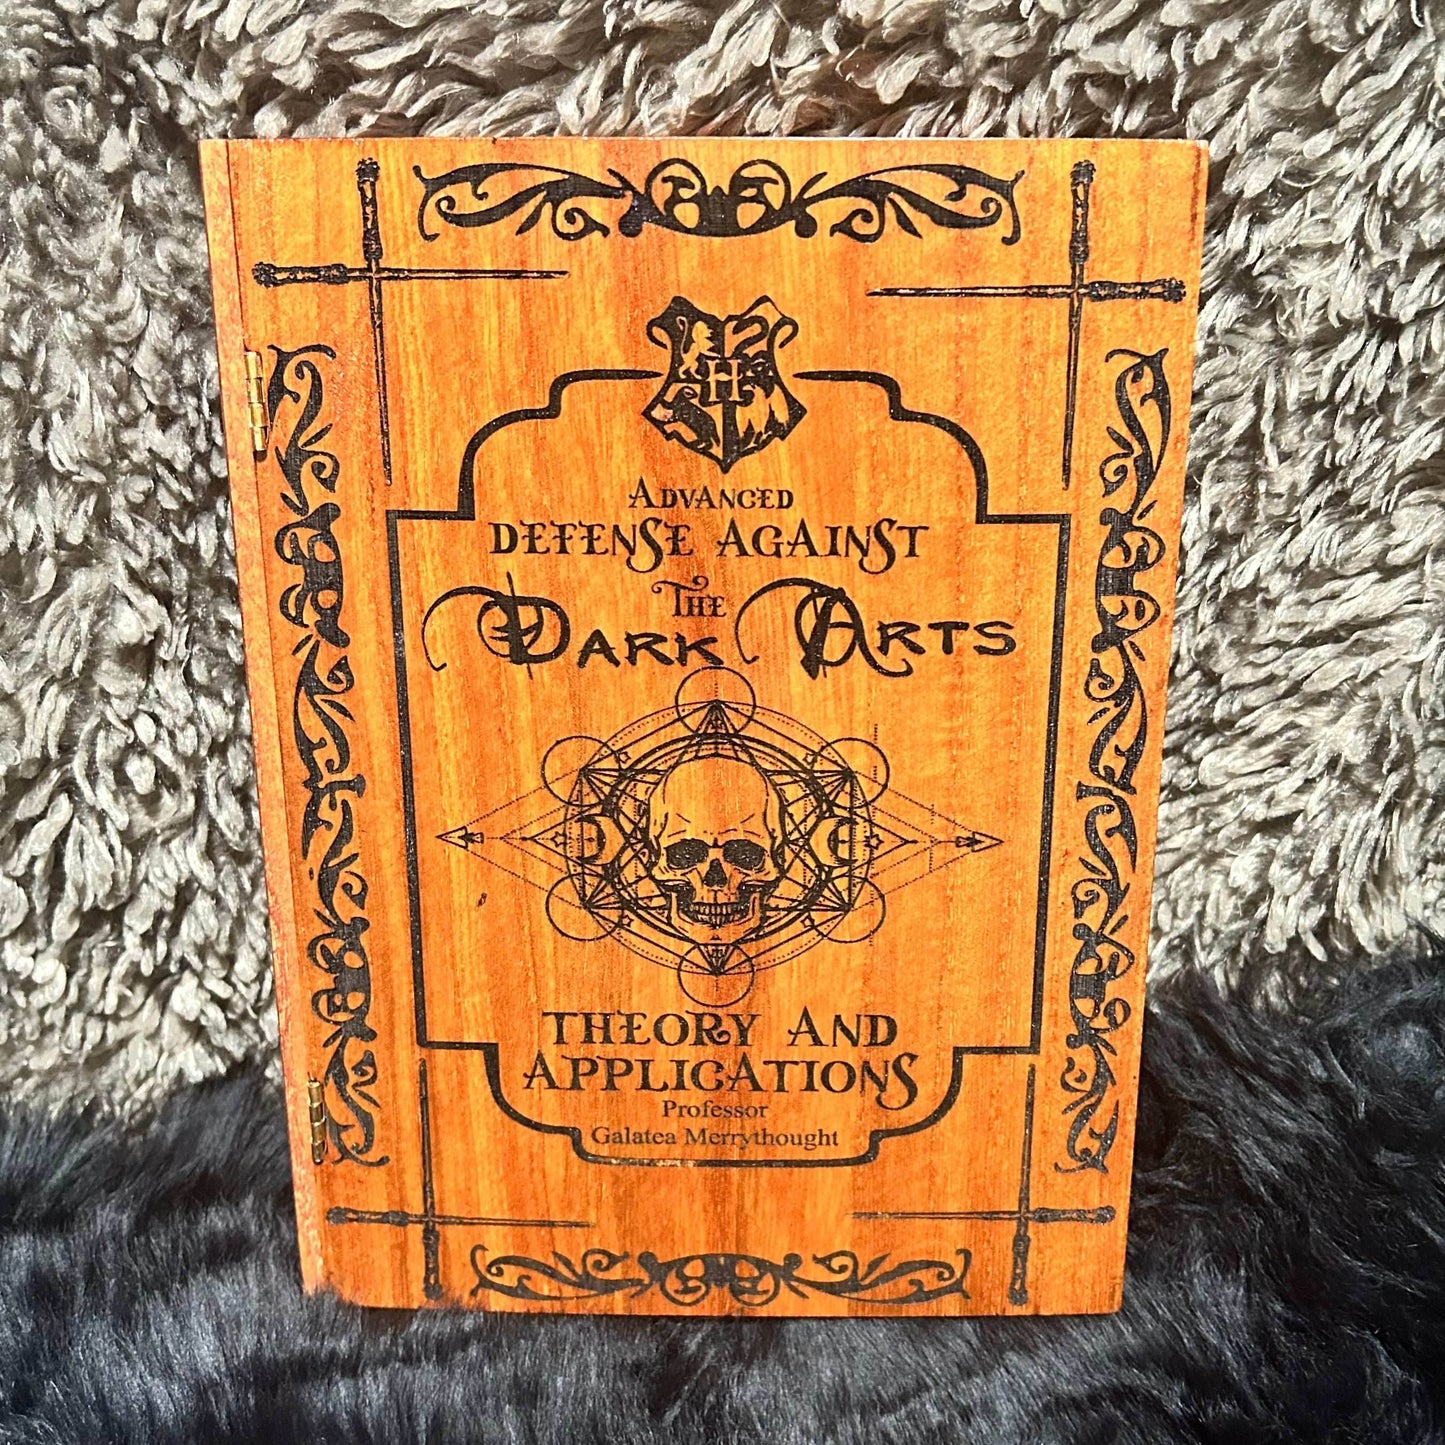 H
ADVANCED
DEFENSE AGAINST
THE
DARK ARTS
THEORY AND
APPLICATIONS
Professor
Galatea Merrythought